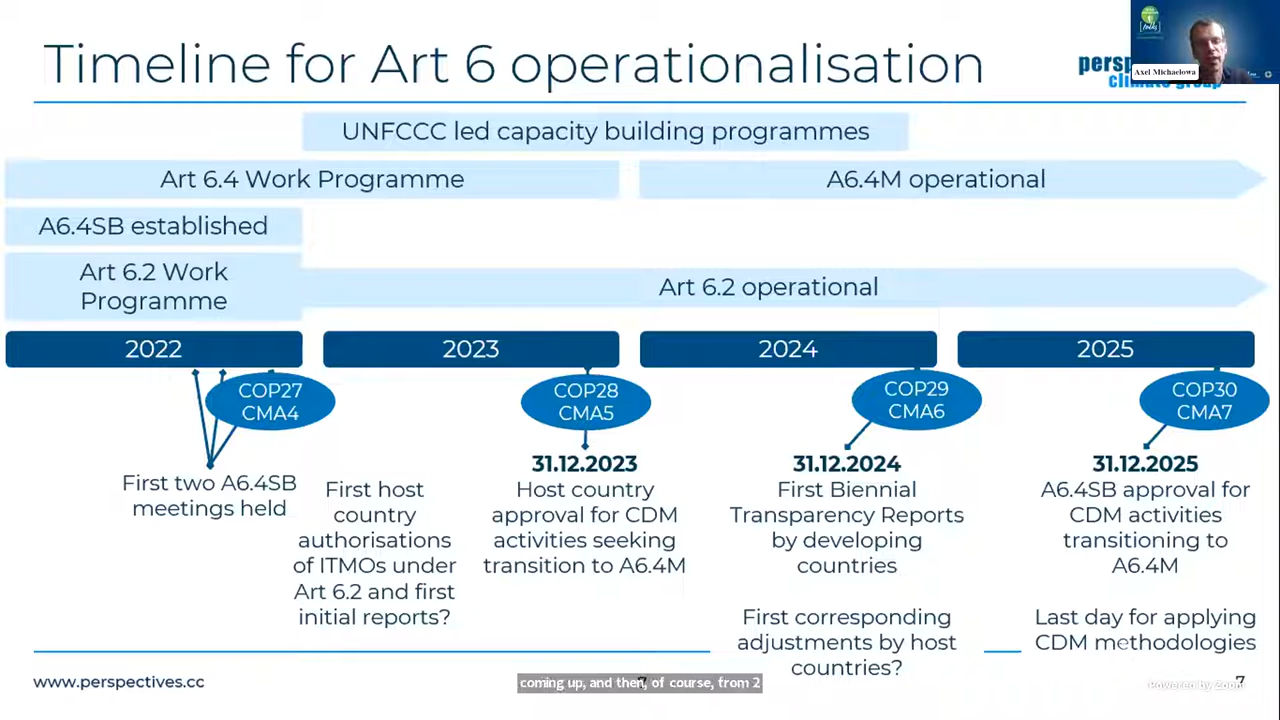 Timeline for Art 6 operationalisation
Axel Michaelowa
UNFCCC led capacity building programmes
Art 6.4 Work Programme
A6.4M operational
A6.4SB established
Art 6.2 Work
Programme
Art 6.2 operational
2022
2023
2024
2025
COP27
CMA4
COP28
CMA5
COP29
CMA6
COP30
CMA7
First two A6.4SB
meetings held
First host
country
authorisations
of ITMOs under
Art 6.2 and first
initial reports?
31.12.2023
Host country
approval for CDM
activities seeking
transition to A6.4M
31.12.2024
First Biennial
Transparency Reports
by developing
countries
First corresponding
adjustments by host
countries?
31.12.2025
A6.4SB approval for
CDM activities
transitioning to
A6.4M
Last day for applying
CDM methodologies
www.perspectives.cc
coming up, and then, of course, from 2
7
Powered by Zoom